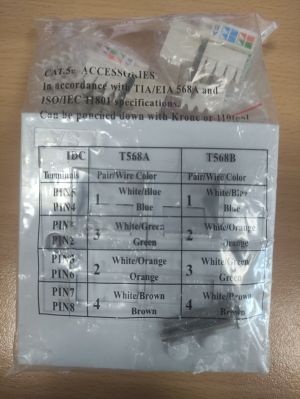 CAT.5e ACCESSORIES
In accordance with TIA/EIA 568A and
ISO/IEC 11801 specifications.
Can be punched down with Krone or 110tool
IDC T568A T568B
Terminals Pair/Wire Color Pair/Wire Color
PIN5 White/Blue White/Blue
PIN4 1 Blue 1 Blue
PIN White/Green White/Orange
PIN2 3 Green 2 Orange
PIN3 White/Orange White/Green
PIN6 2 Orange 3 Green
PIN7 White/Brown White/Brown
PIN8 4 Brown 4 Brown